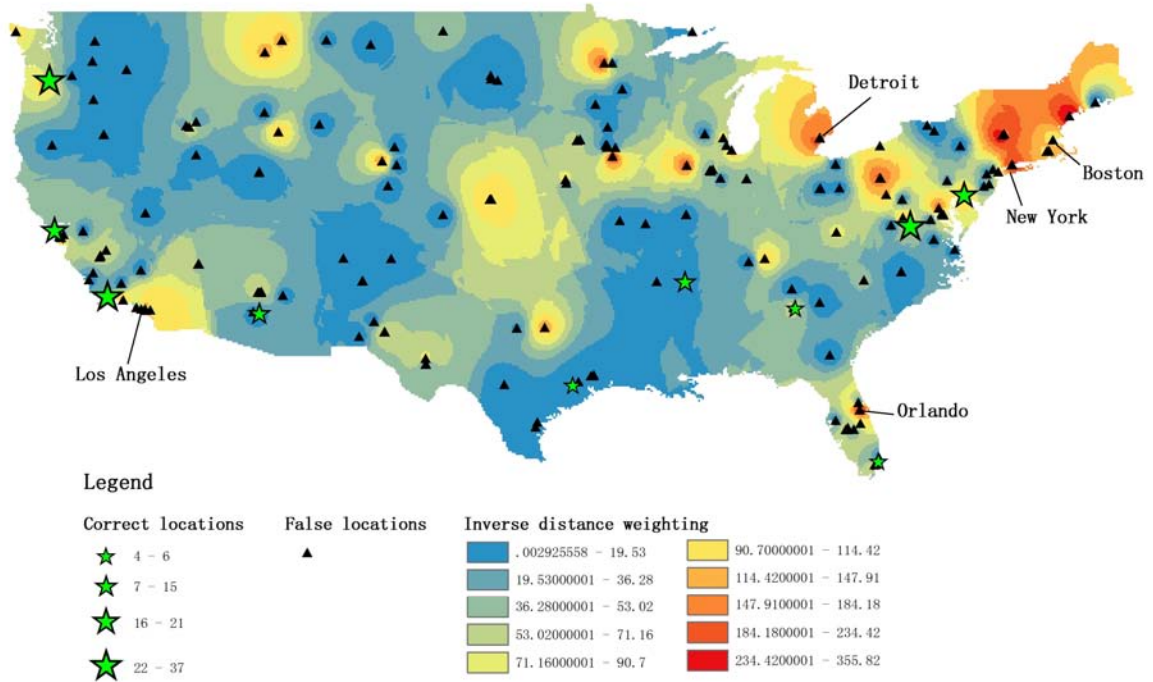 Detroit
Boston
New York
Los Angeles
Orlando
Legend
Correct locations
False locations
Inverse distance weighting
4 - 6
7 - 15
16 - 21
22 - 37
.002925558 - 19.53
19.53000001 - 36.28
36.28000001 - 53.02
53.02000001 - 71.16
71.16000001 - 90.7
90.70000001 - 114.42
114.4200001 - 147.91
147.9100001 - 184.18
184.1800001 - 234.42
234.4200001 - 355.82